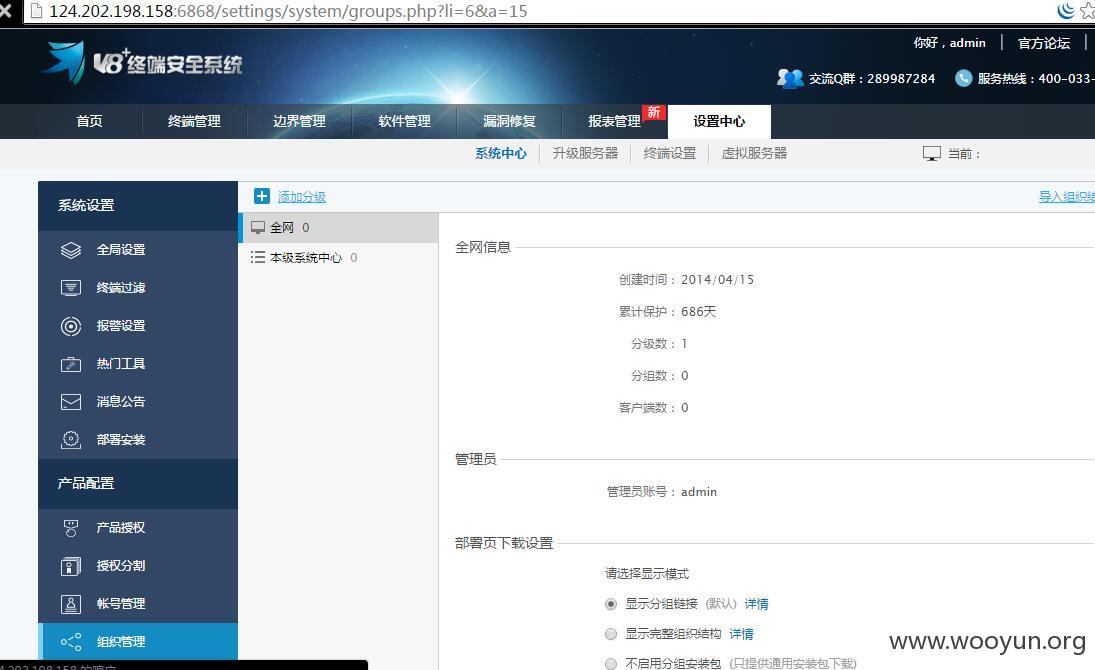 124.202.198.158:6868/settings/system/groups.php?li=6&a=15
你好，admin 官方论坛
V8+终端安全系统
交流Q群：289987284 服务热线：400-033-
首页 终端管理 边界管理 软件管理 漏洞修复 报表管理 新 设置中心
系统中心 升级服务器 终端设置 虚拟服务器 当前：
系统设置
全局设置
终端过滤
报警设置
热门工具
消息公告
部署安装
产品配置
产品授权
授权分割
帐号管理
组织管理
添加分级 导入组织结
全网 0
本级系统中心 0
全网信息
创建时间：2014/04/15
累计保护：686天
分级数：1
分组数：0
客户端数：0
管理员
管理员账号：admin
部署页下载设置
请选择显示模式
显示分组链接 (默认) 详情
显示完整组织结构 详情
不启用分组安装包 (只提供通用安装包下载)
www.wooyun.org